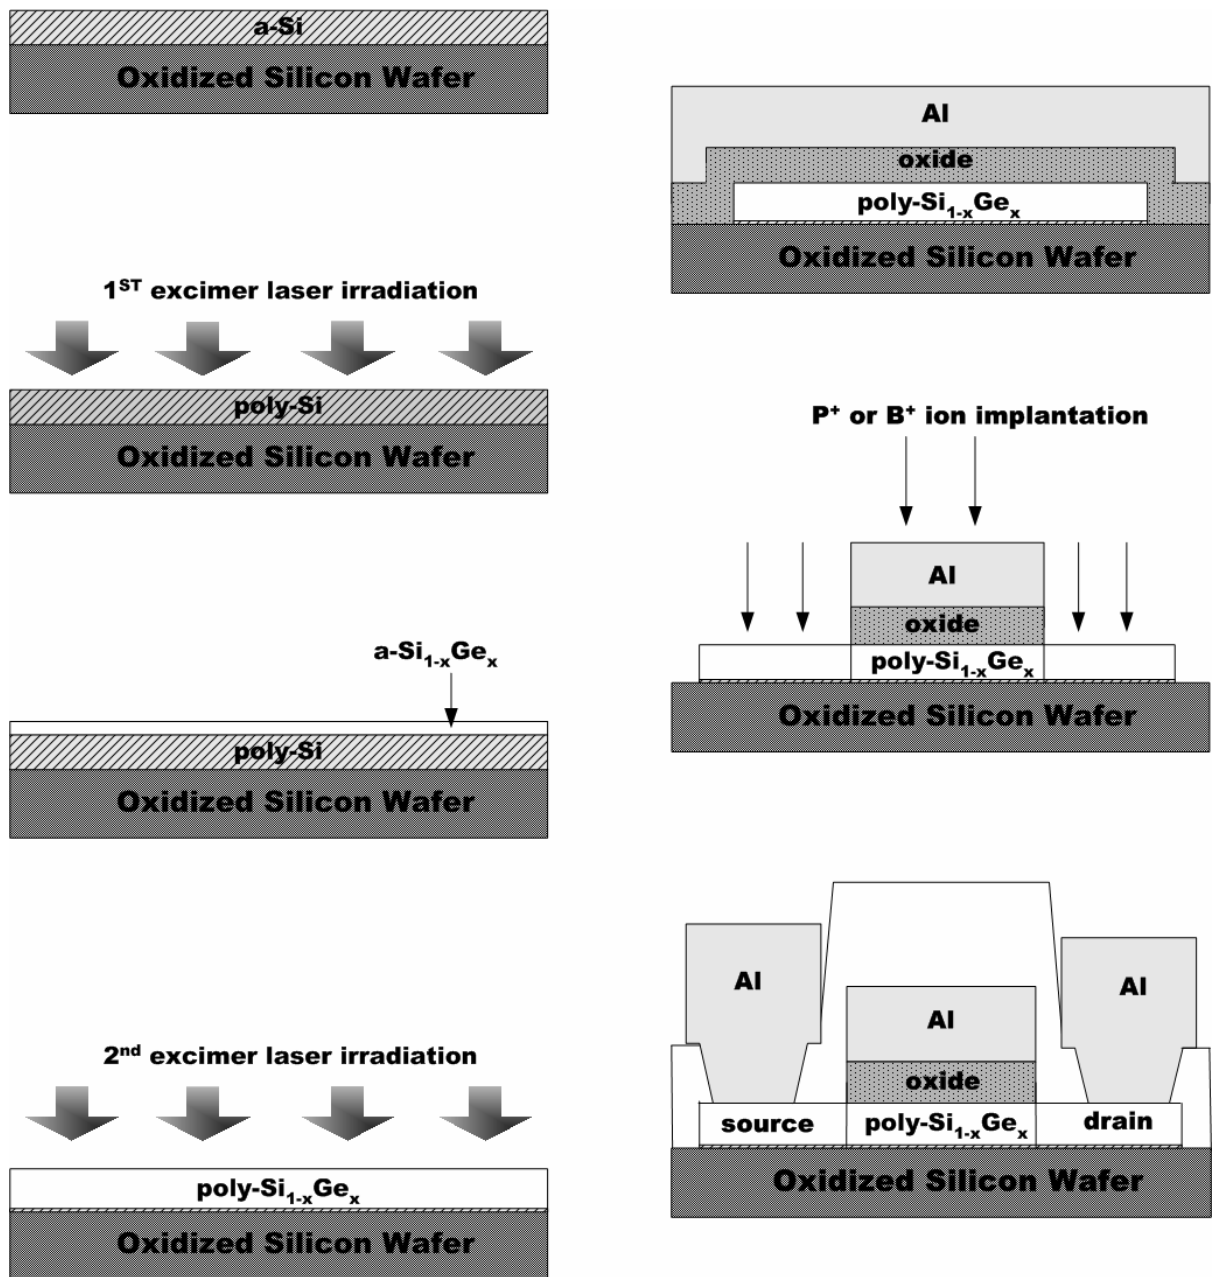 a-Si
Oxidized Silicon Wafer
1ST excimer laser irradiation
poly-Si
Oxidized Silicon Wafer
a-Si1-xGex
poly-Si
Oxidized Silicon Wafer
2nd excimer laser irradiation
poly-Si1-xGex
Oxidized Silicon Wafer
Al
oxide
poly-Si1-xGex
Oxidized Silicon Wafer
P+ or B+ ion implantation
Al
oxide
poly-Si1-xGex
Oxidized Silicon Wafer
Al
Al
Al
oxide
source
poly-Si1-xGex
drain
Oxidized Silicon Wafer